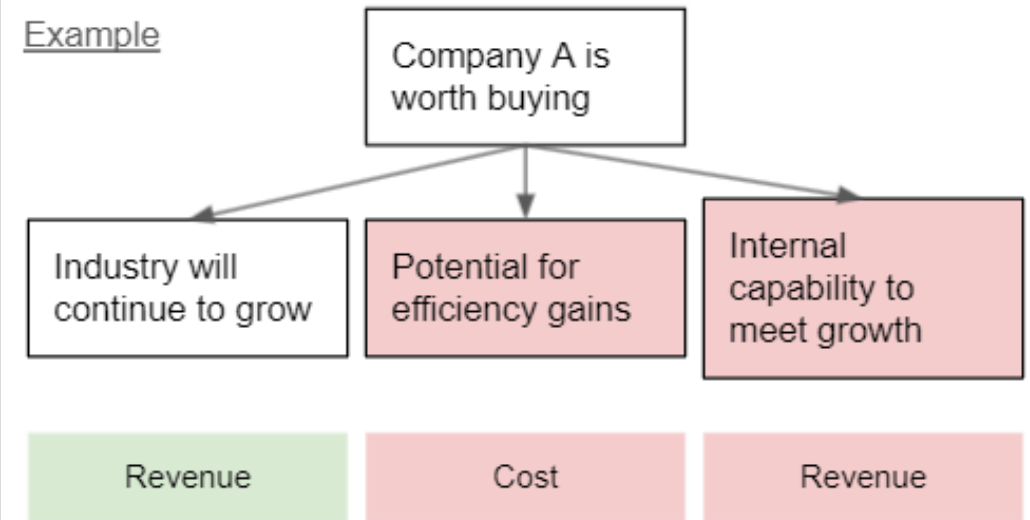 Example
Company A is
worth buying
Industry will
continue to grow
Potential for
efficiency gains
Internal
capability to
meet growth
Revenue
Cost
Revenue